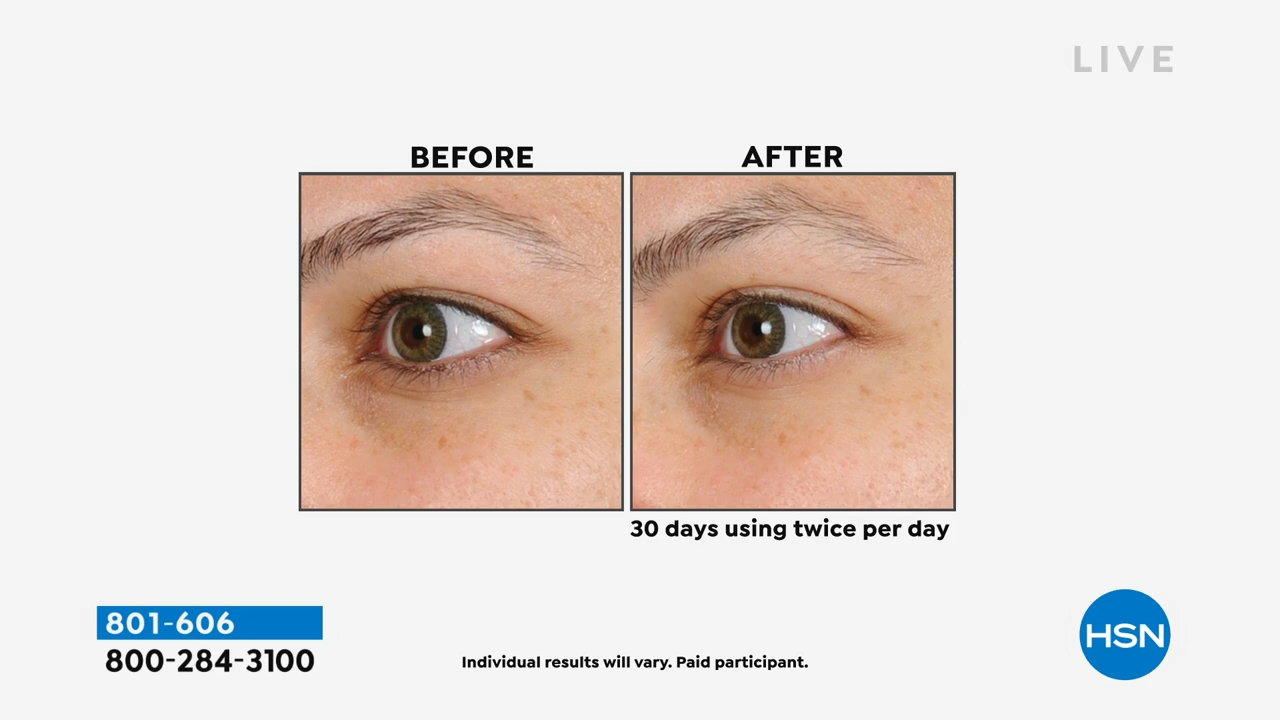 LIVE
BEFORE
AFTER
30 days using twice per day
801-606
800-284-3100
Individual results will vary. Paid participant.
HSN